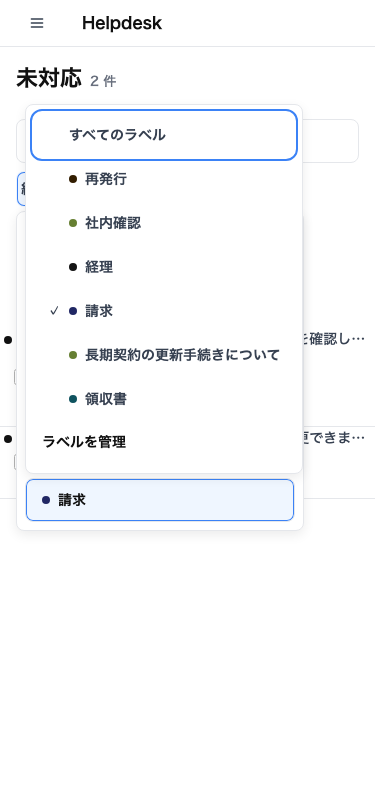 Helpdesk
未対応 2 件
すべてのラベル
再発行
社内確認
経理
✓ 請求
長期契約の更新手続きについて
を確認し…
領収書
ラベルを管理
更できま…
請求